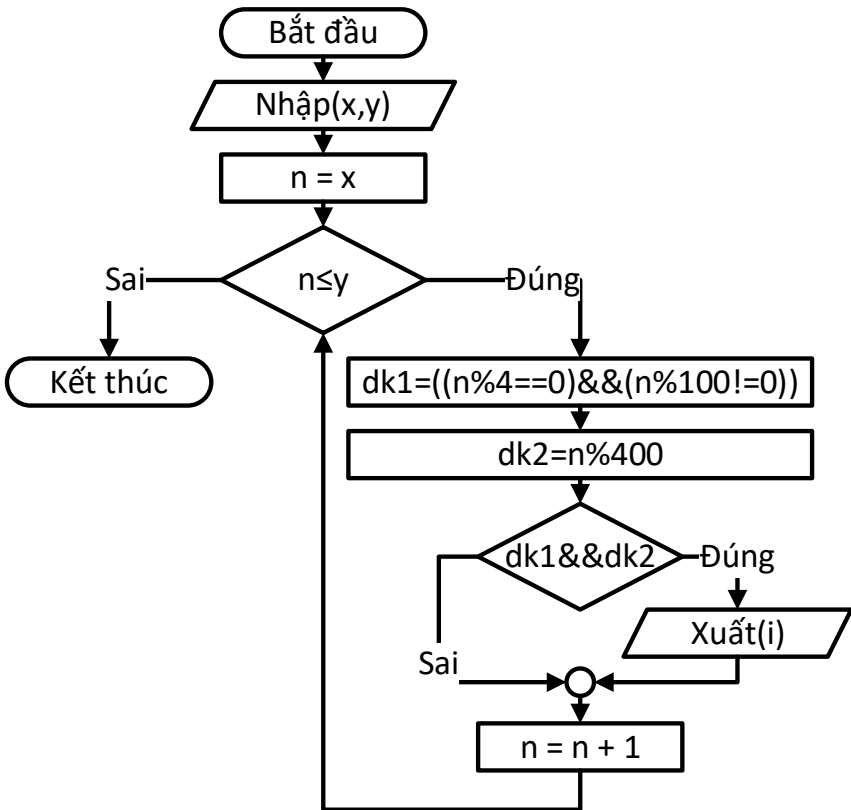 Bắt đầu
Nhập(x,y)
n = x
n≤y
Sai
Đúng
Kết thúc
dk1=((n%4==0)&&(n%100!=0))
dk2=n%400
dk1&&dk2
Đúng
Xuất(i)
Sai
n = n + 1